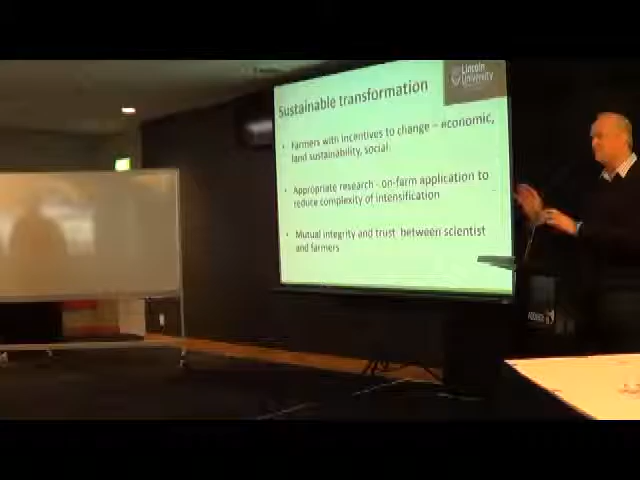 Lincoln
University
Sustainable transformation
• Farmers with incentives to change – economic,
land sustainability, social
• Appropriate research - on-farm application to
reduce complexity of intensification
• Mutual integrity and trust between scientist
and farmers